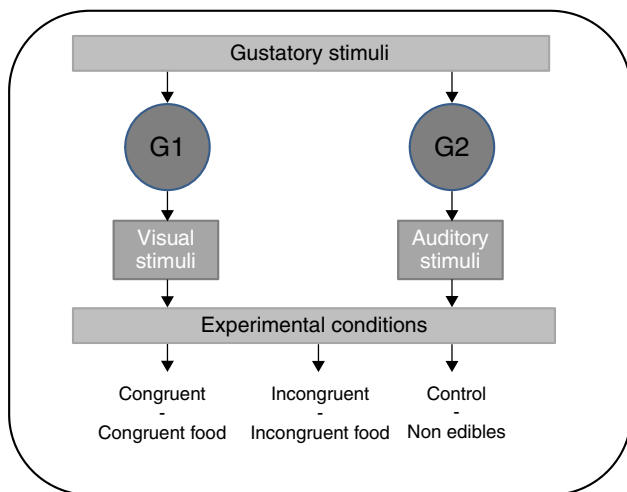 Gustatory stimuli
G1
G2
Visual
stimuli
Auditory
stimuli
Experimental conditions
Congruent
-
Congruent food
Incongruent
-
Incongruent food
Control
-
Non edibles